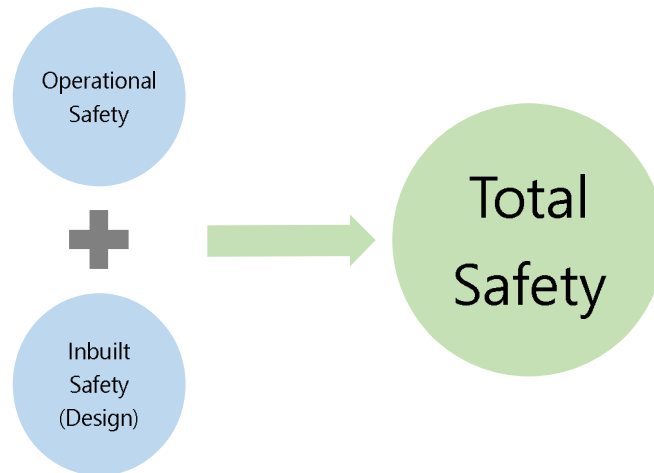 Operational
Safety
Inbuilt
Safety
(Design)
Total
Safety